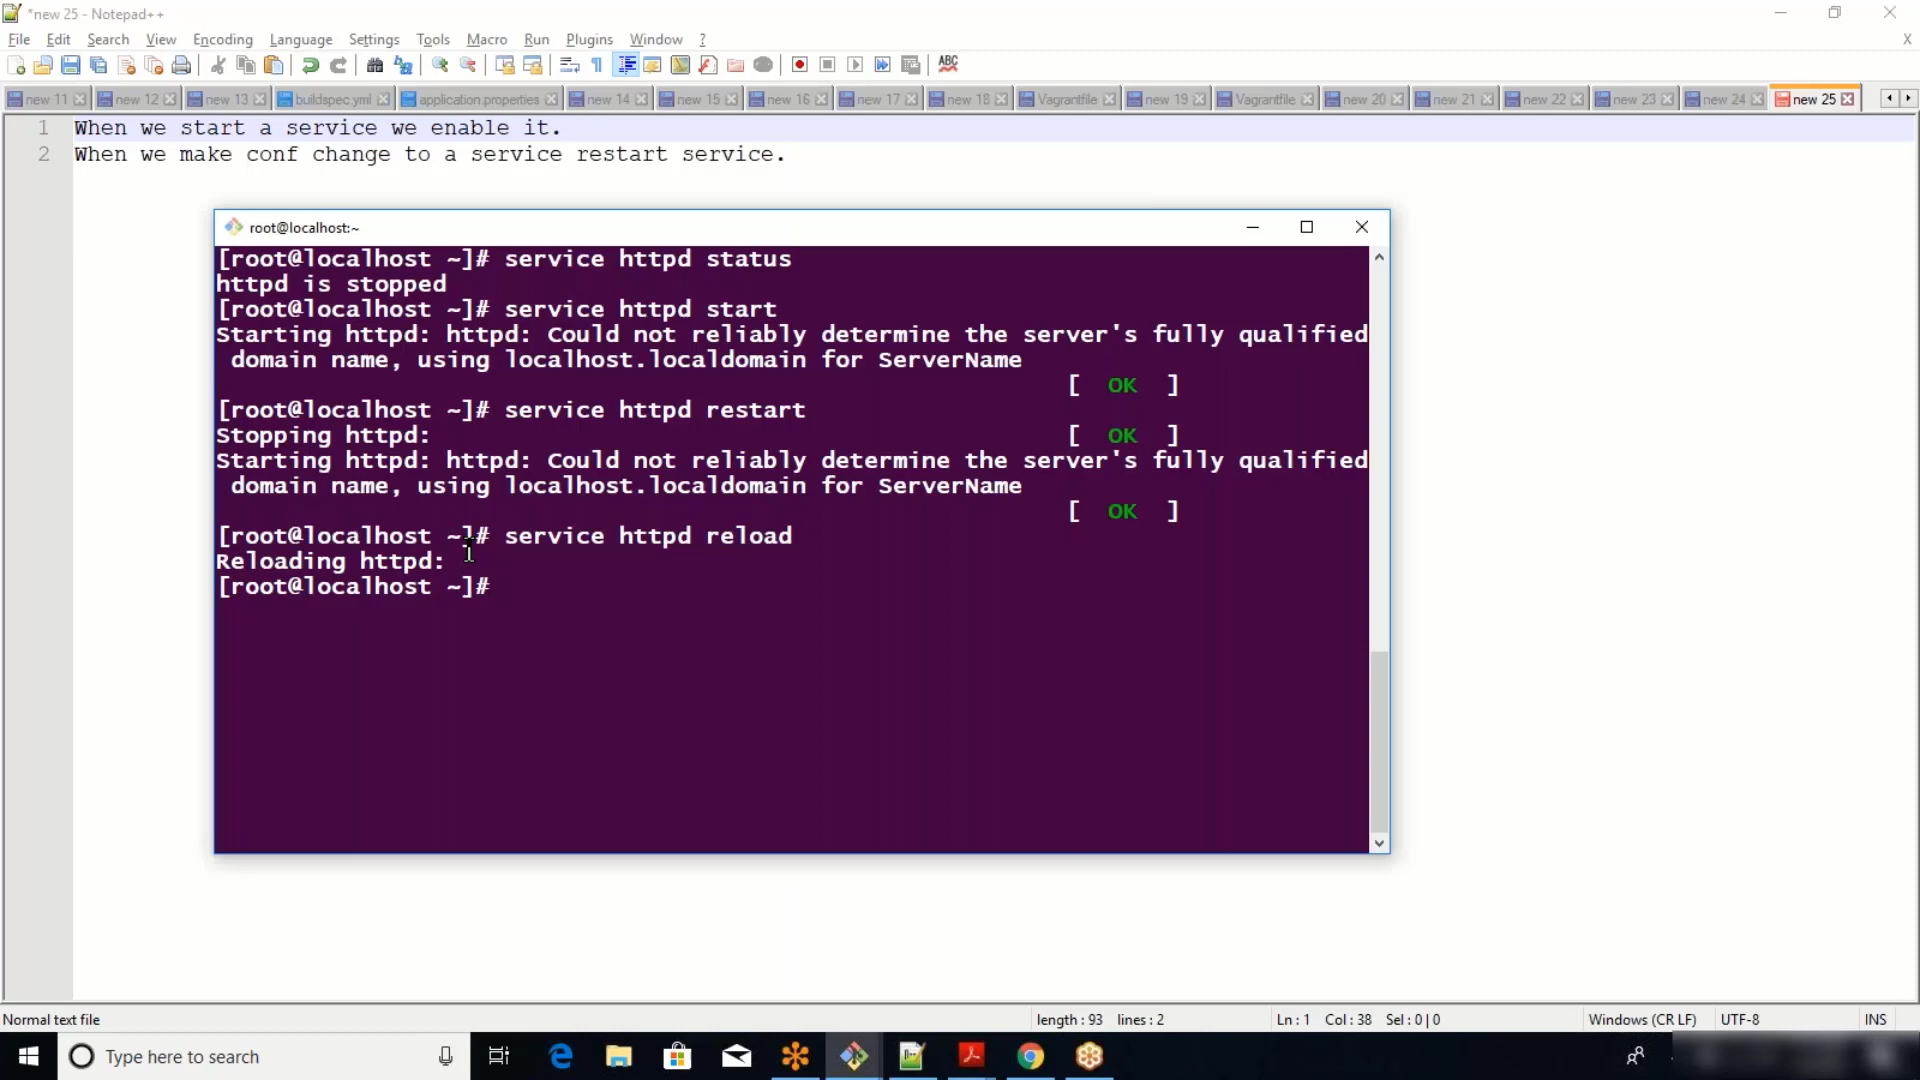 *new 25 - Notepad++
File Edit Search View Encoding Language Settings Tools Macro Run Plugins Window ? X
ABC
new 11 new 12 new 13 buildspec.yml application.properties new 14 new 15 new 16 new 17 new 18 Vagrantfile new 19 Vagrantfile new 20 new 21 new 22 new 23 new 24 new 25
1 When we start a service we enable it.
2 When we make conf change to a service restart service.
root@localhost:~
[root@localhost ~]# service httpd status
httpd is stopped
[root@localhost ~]# service httpd start
Starting httpd: httpd: Could not reliably determine the server's fully qualified
domain name, using localhost.localdomain for ServerName
[ OK ]
[root@localhost ~]# service httpd restart
Stopping httpd: [ OK ]
Starting httpd: httpd: Could not reliably determine the server's fully qualified
domain name, using localhost.localdomain for ServerName
[ OK ]
[root@localhost ~]# service httpd reload
Reloading httpd:
[root@localhost ~]#
Normal text file length : 93 lines : 2 Ln : 1 Col : 38 Sel : 0 | 0 Windows (CR LF) UTF-8 INS
Type here to search